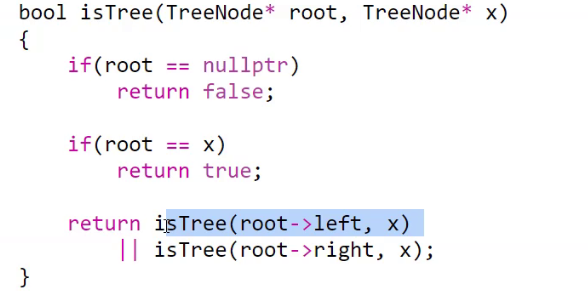 bool isTree(TreeNode* root, TreeNode* x)
{
    if(root == nullptr)
        return false;

    if(root == x)
        return true;

    return isTree(root->left, x)
        || isTree(root->right, x);
}